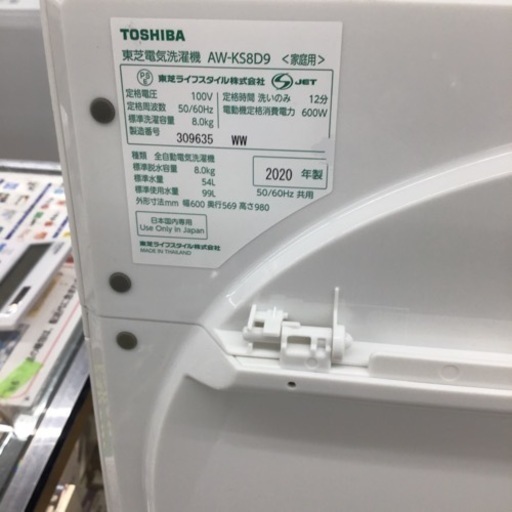 TOSHIBA
東芝電気洗濯機 AW-KS8D9 <家庭用>
PS E 東芝ライフスタイル株式会社 S JET
定格電圧 100V
定格周波数 50/60Hz
標準洗濯容量 8.0kg
製造番号 309635 WW
定格時間 洗いのみ 12分
電動機定格消費電力 600W
種類 全自動電気洗濯機
標準脱水容量 8.0kg
標準水量 54L
標準使用水量 99L
外形寸法mm 幅600 奥行569 高さ980
2020 年製
50/60Hz 共用
日本国内専用
Use Only in Japan
東芝ライフスタイル株式会社
MADE IN THAILAND